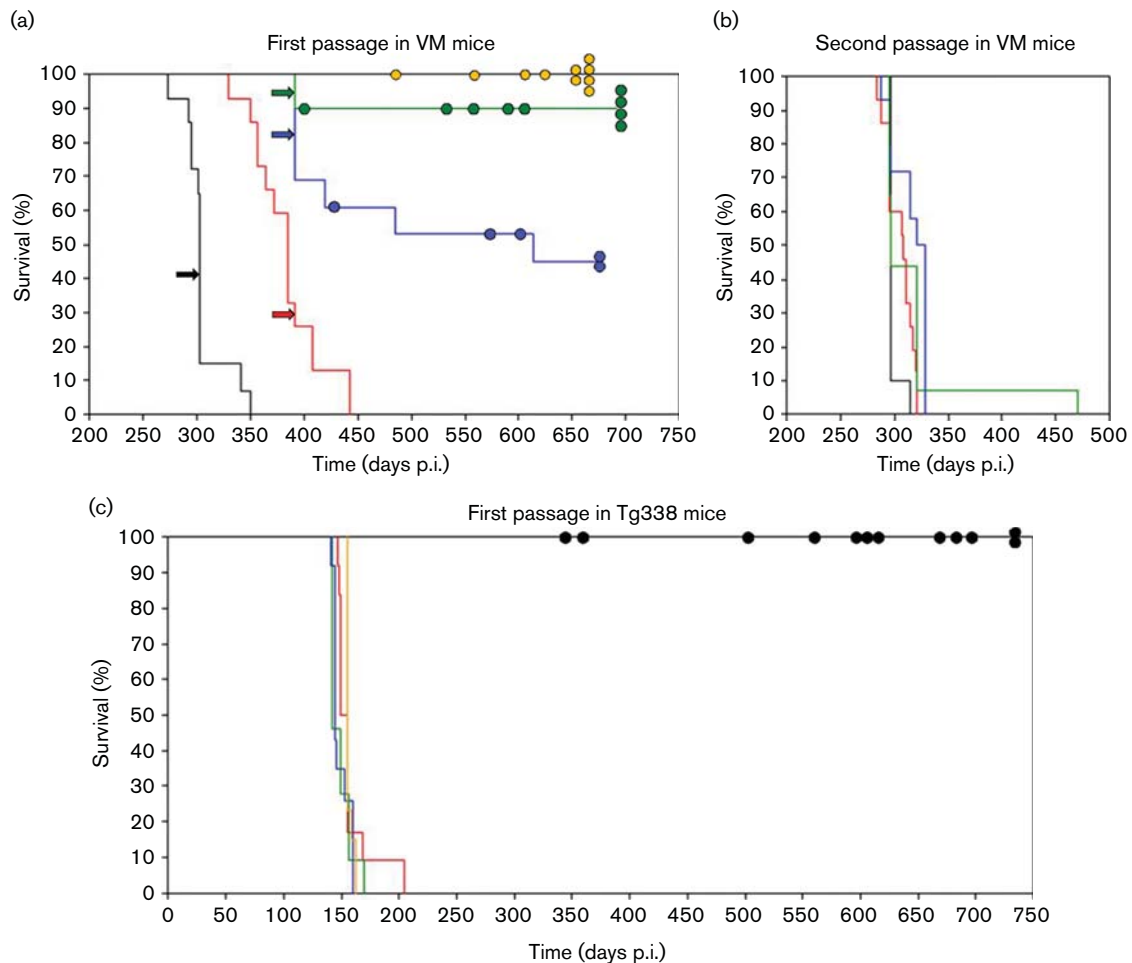 (a)
First passage in VM mice
100
90
80
70
60
50
40
30
20
10
0
Survival (%)
200 250 300 350 400 450 500 550 600 650 700 750
Time (days p.i.)
(b)
Second passage in VM mice
100
90
80
70
60
50
40
30
20
10
0
Survival (%)
200 250 300 350 400 450 500
Time (days p.i.)
(c)
First passage in Tg338 mice
100
90
80
70
60
50
40
30
20
10
0
Survival (%)
0 50 100 150 200 250 300 350 400 450 500 550 600 650 700 750
Time (days p.i.)